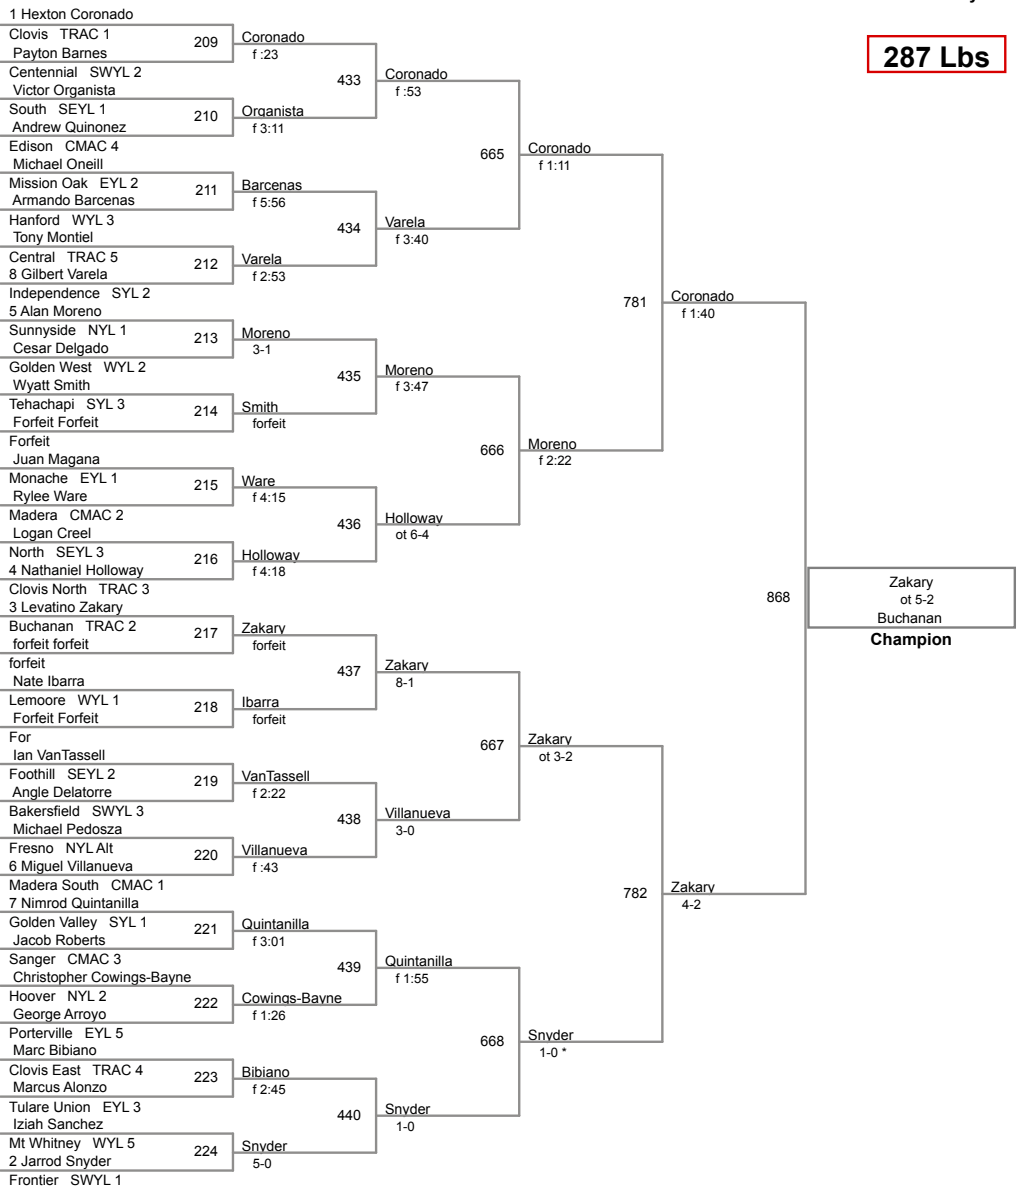 1 Hexton Coronado
Clovis TRAC 1
Payton Barnes
Centennial SWYL 2
Victor Organista
South SEYL 1
Andrew Quinonez
Edison CMAC 4
Michael Oneill
Mission Oak EYL 2
Armando Barcenas
Hanford WYL 3
Tony Montiel
Central TRAC 5
8 Gilbert Varela
Independence SYL 2
5 Alan Moreno
Sunnyside NYL 1
Cesar Delgado
Golden West WYL 2
Wyatt Smith
Tehachapi SYL 3
Forfeit Forfeit
Forfeit
Juan Magana
Monache EYL 1
Rylee Ware
Madera CMAC 2
Logan Creel
North SEYL 3
4 Nathaniel Holloway
Clovis North TRAC 3
3 Levatino Zakary
Buchanan TRAC 2
forfeit forfeit
forfeit
Nate Ibarra
Lemoore WYL 1
Forfeit Forfeit
For
Ian VanTassell
Foothill SEYL 2
Angle Delatorre
Bakersfield SWYL 3
Michael Pedosza
Fresno NYL Alt
6 Miguel Villanueva
Madera South CMAC 1
7 Nimrod Quintanilla
Golden Valley SYL 1
Jacob Roberts
Sanger CMAC 3
Christopher Cowings-Bayne
Hoover NYL 2
George Arroyo
Porterville EYL 5
Marc Bibiano
Clovis East TRAC 4
Marcus Alonzo
Tulare Union EYL 3
Iziah Sanchez
Mt Whitney WYL 5
2 Jarrod Snyder
Frontier SWYL 1
209
210
211
212
213
214
215
216
217
218
219
220
221
222
223
224
Coronado
f :23
Organista
f 3:11
Barcenas
f 5:56
Varela
f 2:53
Moreno
3-1
Smith
forfeit
Ware
f 4:15
Holloway
f 4:18
Zakary
forfeit
Ibarra
forfeit
VanTassell
f 2:22
Villanueva
f :43
Quintanilla
f 3:01
Cowings-Bayne
f 1:26
Bibiano
f 2:45
Snyder
5-0
433
434
435
436
437
438
439
440
Coronado
f :53
Varela
f 3:40
Moreno
f 3:47
Holloway
ot 6-4
Zakary
8-1
Villanueva
3-0
Quintanilla
f 1:55
Snyder
1-0
665
666
667
668
Coronado
f 1:11
Moreno
f 2:22
Zakary
ot 3-2
Snyder
1-0 *
781
782
Coronado
f 1:40
Zakary
4-2
868
287 Lbs
Zakary
ot 5-2
Buchanan
Champion